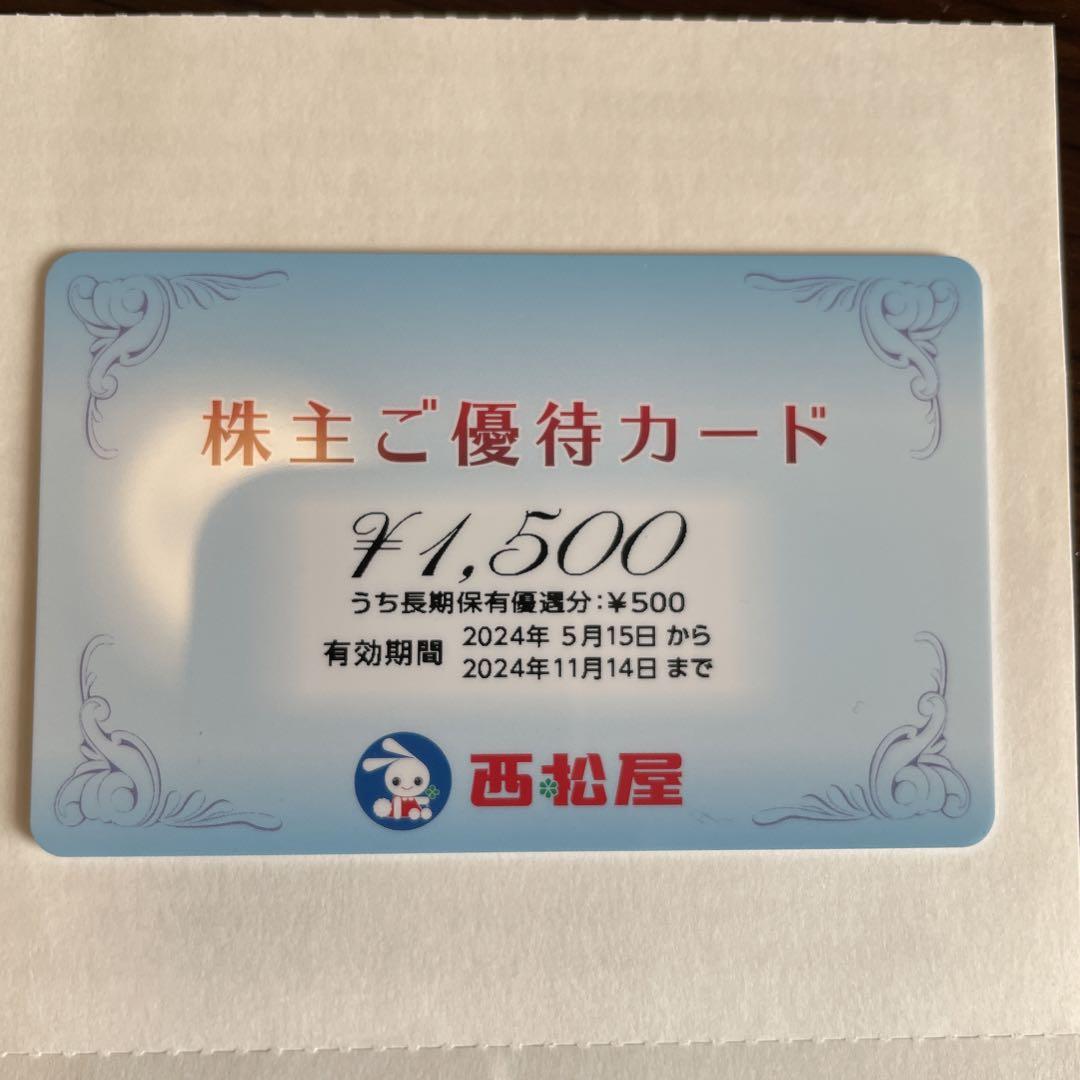 株主ご優待カード
¥1,500
うち長期保有優遇分:¥500
有効期間 2024年 5月15日 から
2024年11月14日 まで
西松屋